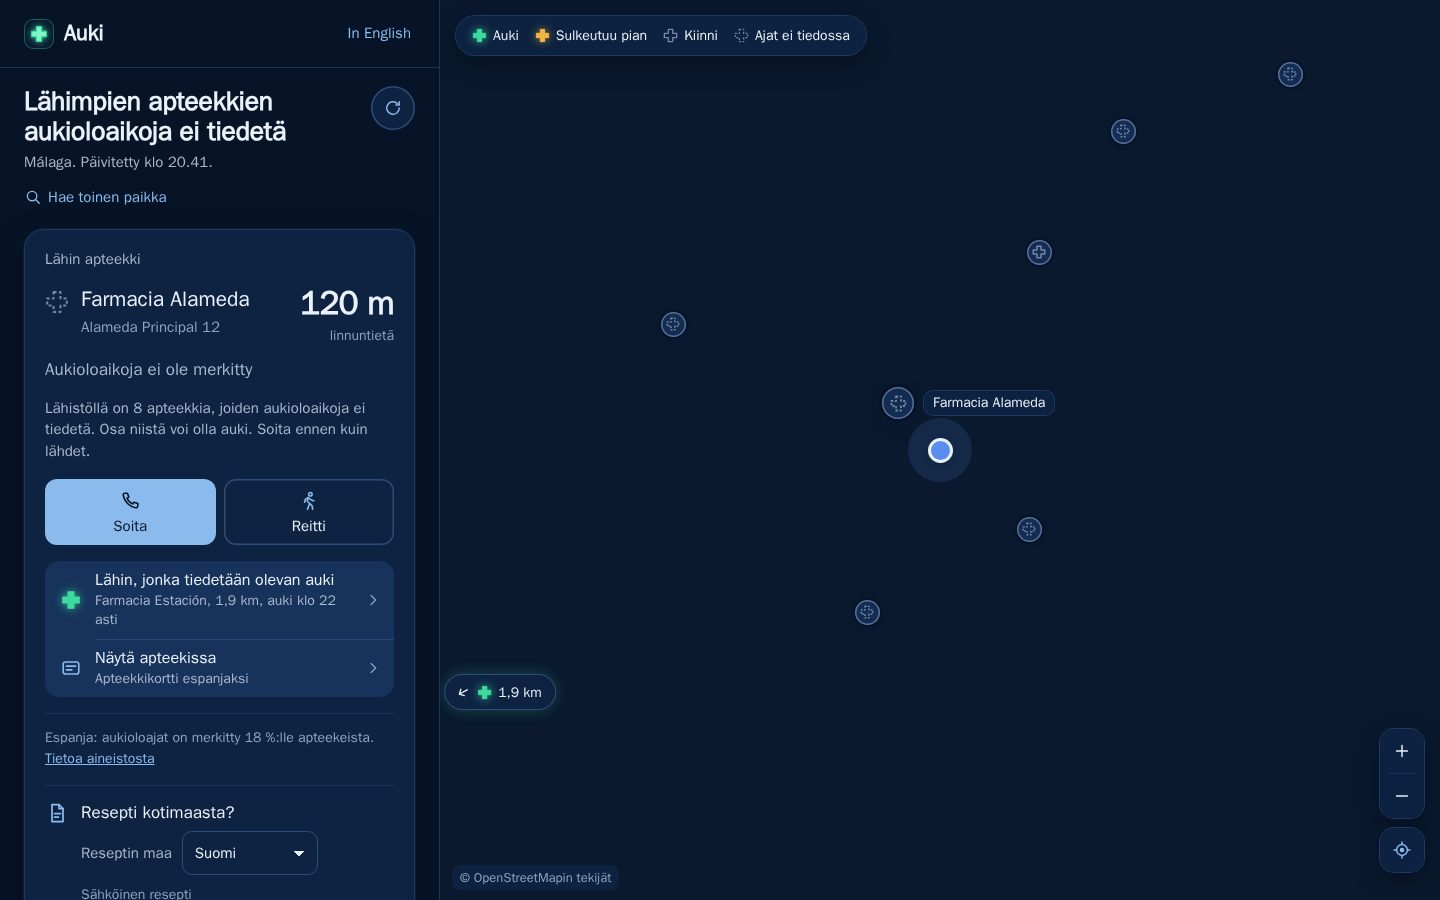 Auki
In English
Lähimpien apteekkien
aukioloaikoja ei tiedetä
Málaga. Päivitetty klo 20.41.
Hae toinen paikka
Lähin apteekki
Farmacia Alameda
120 m
Alameda Principal 12
linnuntietä
Aukioloaikoja ei ole merkitty
Lähistöllä on 8 apteekkia, joiden aukioloaikoja ei
tiedetä. Osa niistä voi olla auki. Soita ennen kuin
lähdet.
Soita
Reitti
Lähin, jonka tiedetään olevan auki
Farmacia Estación, 1,9 km, auki klo 22
asti
Näytä apteekissa
Apteekkikortti espanjaksi
Espanja: aukioloajat on merkitty 18 %:lle apteekeista.
Tietoa aineistosta
Resepti kotimaasta?
Reseptin maa
Suomi
Sähköinen resepti
Auki
Sulkeutuu pian
Kiinni
Ajat ei tiedossa
Farmacia Alameda
1,9 km
© OpenStreetMapin tekijät